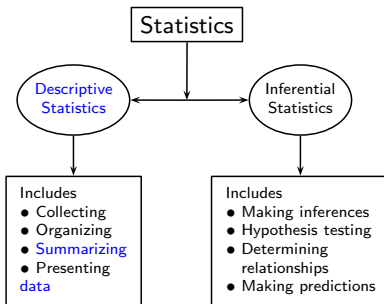 Statistics
Descriptive
Statistics
Inferential
Statistics
Includes
● Collecting
● Organizing
● Summarizing
● Presenting
data
Includes
● Making inferences
● Hypothesis testing
● Determining
relationships
● Making predictions